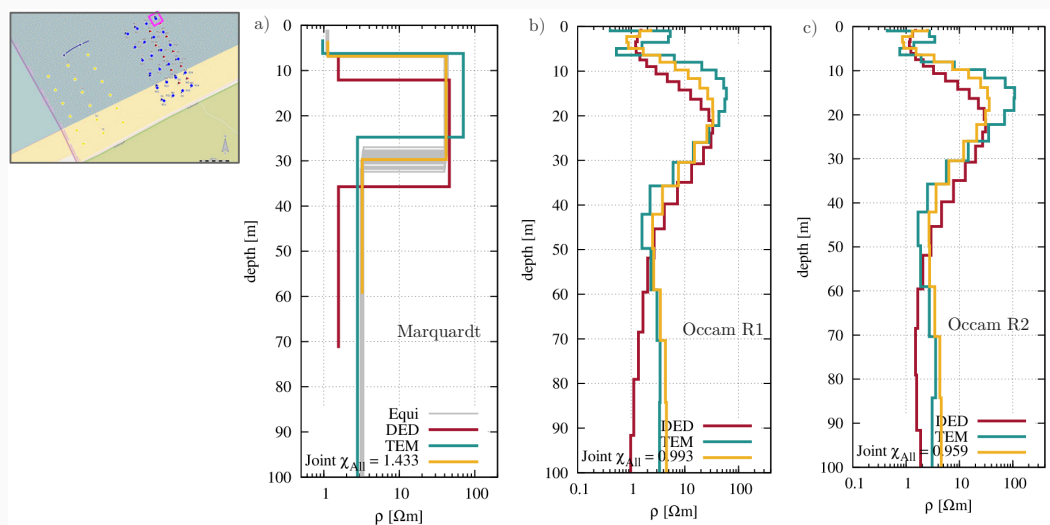 a)
0
10
20
30
40
50
60
70
80
90
100
depth [m]
Marquardt
Equi
DED
TEM
Joint χAll = 1.433
1
10
100
ρ [Ωm]
b)
0
10
20
30
40
50
60
70
80
90
100
depth [m]
Occam R1
DED
TEM
Joint χAll = 0.993
0.1
1
10
100
ρ [Ωm]
c)
0
10
20
30
40
50
60
70
80
90
100
depth [m]
Occam R2
DED
TEM
Joint χAll = 0.959
0.1
1
10
100
ρ [Ωm]